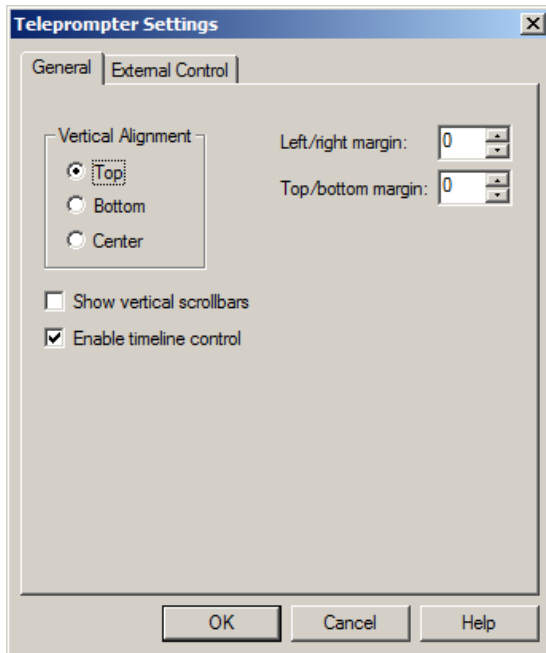 Teleprompter Settings
General External Control
Vertical Alignment
Left/right margin: 0
Top
Top/bottom margin: 0
Bottom
Center
Show vertical scrollbars
Enable timeline control
OK Cancel Help